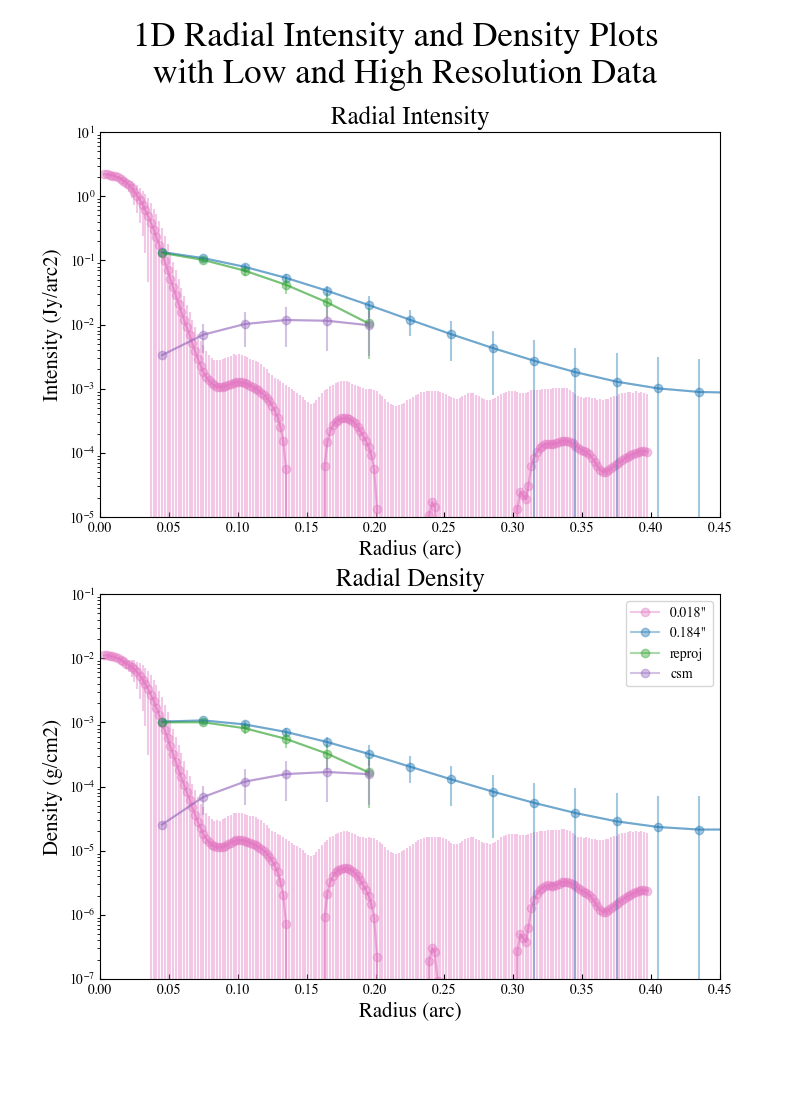 1D Radial Intensity and Density Plots
with Low and High Resolution Data
Radial Intensity
10^1
10^0
10^-1
10^-2
10^-3
10^-4
10^-5
Intensity (Jy/arc2)
0.00 0.05 0.10 0.15 0.20 0.25 0.30 0.35 0.40 0.45
Radius (arc)
Radial Density
10^-1
10^-2
10^-3
10^-4
10^-5
10^-6
10^-7
Density (g/cm2)
0.018"
0.184"
reproj
csm
0.00 0.05 0.10 0.15 0.20 0.25 0.30 0.35 0.40 0.45
Radius (arc)